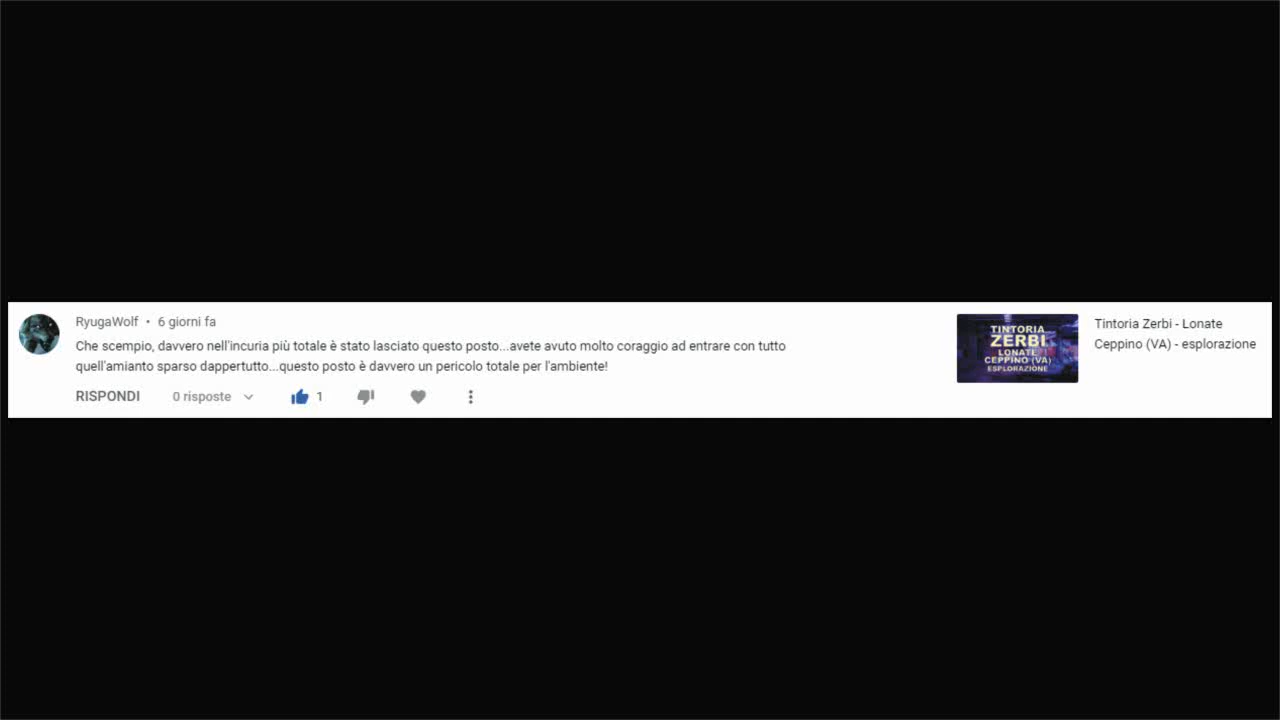 RyugaWolf • 6 giorni fa
Che scempio, davvero nell'incuria più totale è stato lasciato questo posto...avete avuto molto coraggio ad entrare con tutto
quell'amianto sparso dappertutto...questo posto è davvero un pericolo totale per l'ambiente!
RISPONDI 0 risposte 1
TINTORIA
ZERBI
LONATE
CEPPINO (VA)
ESPLORAZIONE
Tintoria Zerbi - Lonate
Ceppino (VA) - esplorazione